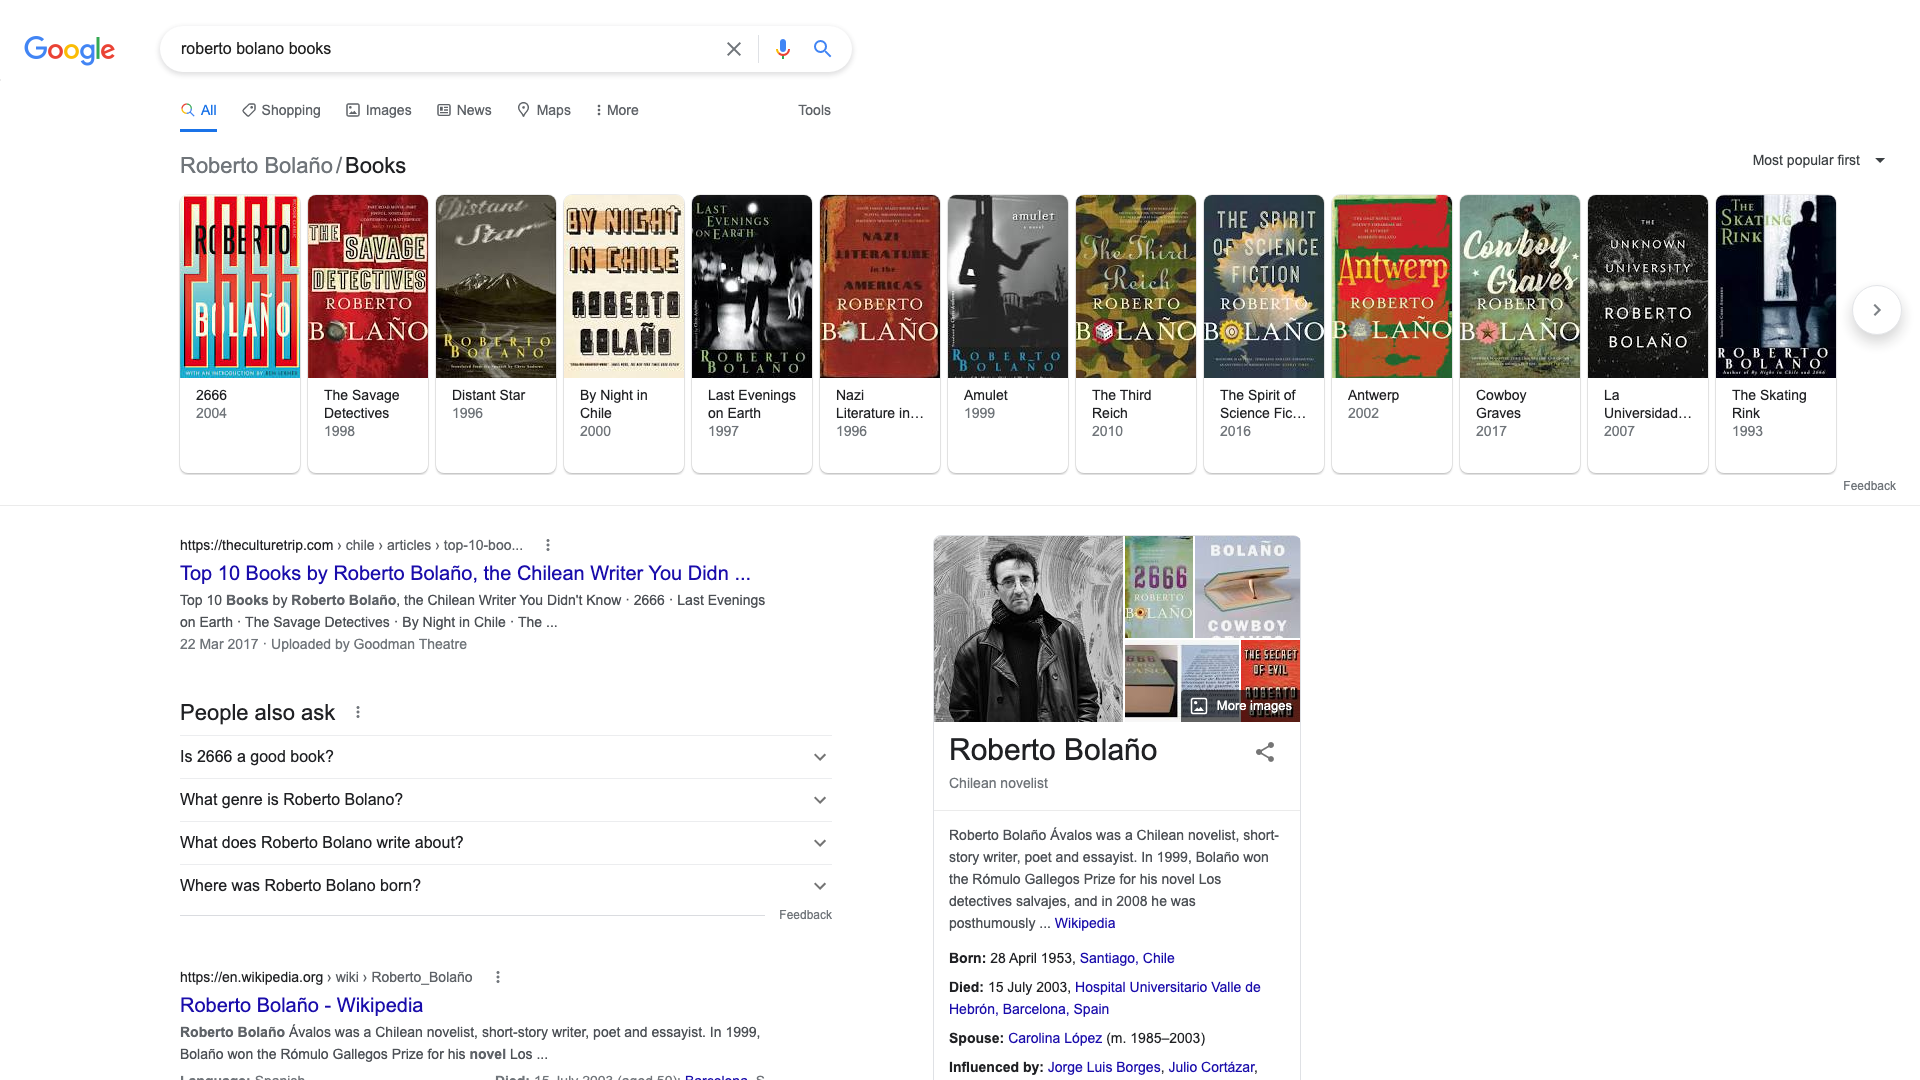 Google
roberto bolano books
All
Shopping
Images
News
Maps
More
Tools
Roberto Bolaño/Books
Most popular first
ROBERTO
2666
BOLAÑO
WITH AN INTRODUCTION BY
THE SAVAGE
DETECTIVES
ROBERTO
BOLAÑO
Distant
Star
ROBERTO
BOLAÑO
BY NIGHT
IN CHILE
ROBERTO
BOLAÑO
LAST
EVENINGS
ON EARTH
ROBERTO
BOLAÑO
NAZI
LITERATURE
in the
AMERICAS
ROBERTO
BOLAÑO
amulet
a novel
ROBERTO
BOLAÑO
The Third
Reich
ROBERTO
BOLAÑO
THE SPIRIT
OF SCIENCE
FICTION
ROBERTO
BOLAÑO
Antwerp
ROBERTO
BOLAÑO
Cowboy
Graves
ROBERTO
BOLAÑO
THE
UNKNOWN
UNIVERSITY
ROBERTO
BOLAÑO
THE
SKATING
RINK
ROBERTO
BOLAÑO
2666
2004
The Savage
Detectives
1998
Distant Star
1996
By Night in
Chile
2000
Last Evenings
on Earth
1997
Nazi
Literature in...
1996
Amulet
1999
The Third
Reich
2010
The Spirit of
Science Fic...
2016
Antwerp
2002
Cowboy
Graves
2017
La
Universidad...
2007
The Skating
Rink
1993
Feedback
https://theculturetrip.com › chile › articles › top-10-boo...
Top 10 Books by Roberto Bolaño, the Chilean Writer You Didn ...
Top 10 Books by Roberto Bolaño, the Chilean Writer You Didn't Know · 2666 · Last Evenings
on Earth · The Savage Detectives · By Night in Chile · The ...
22 Mar 2017 · Uploaded by Goodman Theatre
People also ask
Is 2666 a good book?
What genre is Roberto Bolano?
What does Roberto Bolano write about?
Where was Roberto Bolano born?
Feedback
https://en.wikipedia.org › wiki › Roberto_Bolaño
Roberto Bolaño - Wikipedia
Roberto Bolaño Ávalos was a Chilean novelist, short-story writer, poet and essayist. In 1999,
Bolaño won the Rómulo Gallegos Prize for his novel Los ...
Language: Spanish
Died: 15 July 2003 (aged 50); Barcelona, S
2666
ROBERTO
BOLAÑO
BOLAÑO
COWBOY
GRAVES
THE SECRET
OF EVIL
ROBERTO
More images
Roberto Bolaño
Chilean novelist
Roberto Bolaño Ávalos was a Chilean novelist, short-
story writer, poet and essayist. In 1999, Bolaño won
the Rómulo Gallegos Prize for his novel Los
detectives salvajes, and in 2008 he was
posthumously ... Wikipedia
Born: 28 April 1953, Santiago, Chile
Died: 15 July 2003, Hospital Universitario Valle de
Hebrón, Barcelona, Spain
Spouse: Carolina López (m. 1985–2003)
Influenced by: Jorge Luis Borges, Julio Cortázar,